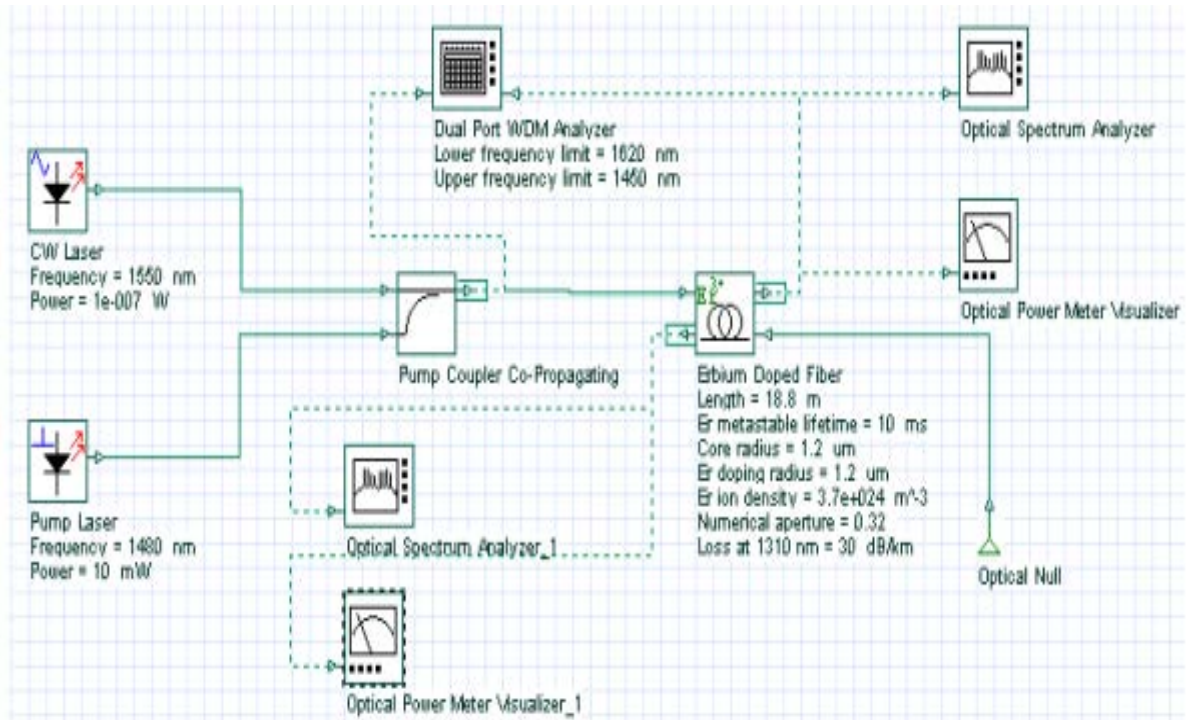 Dual Port WDM Analyzer
Lower frequency limit = 1620 nm
Upper frequency limit = 1450 nm
Optical Spectrum Analyzer
CW Laser
Frequency = 1550 nm
Power = 1e-007 W
Optical Power Meter Visualizer
Pump Coupler Co-Propagating
Erbium Doped Fiber
Length = 18.8 m
Er metastable lifetime = 10 ms
Core radius = 1.2 um
Er doping radius = 1.2 um
Er ion density = 3.7e+024 m^-3
Numerical aperture = 0.32
Loss at 1310 nm = 30 dB/km
Pump Laser
Frequency = 1480 nm
Power = 10 mW
Optical Spectrum Analyzer_1
Optical Null
Optical Power Meter Visualizer_1